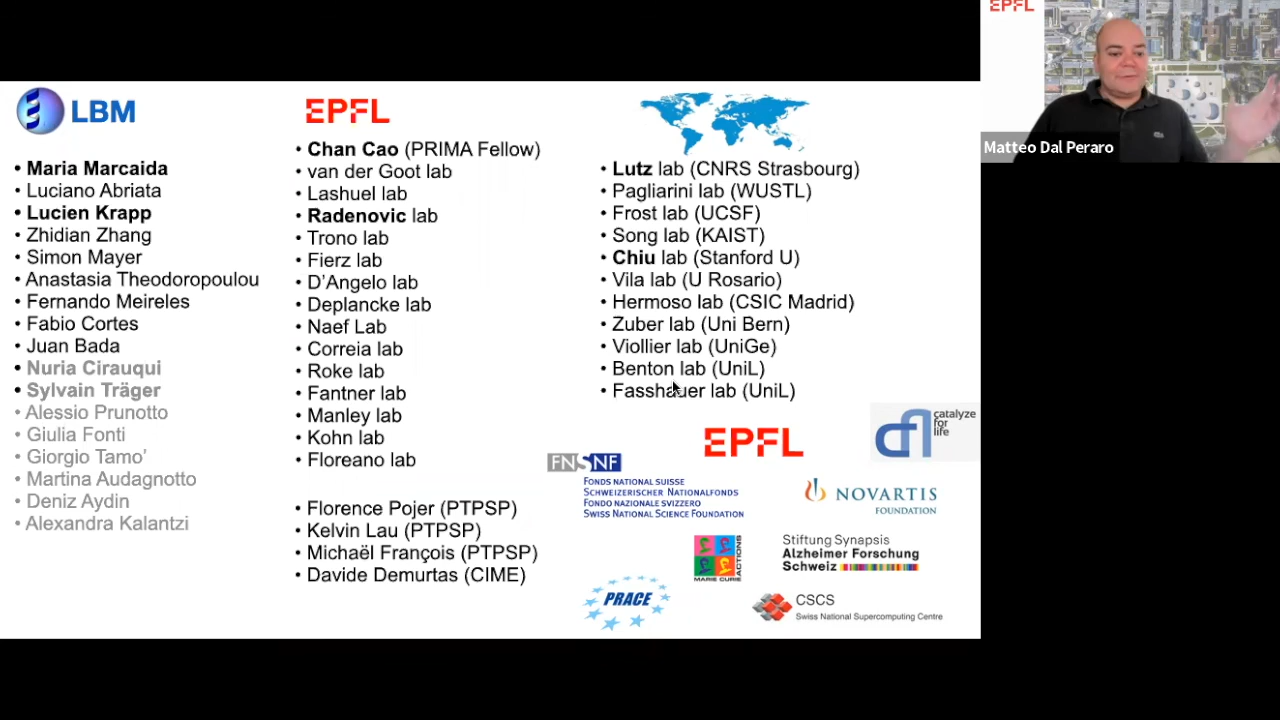 LBM
• Maria Marcaida
• Luciano Abriata
• Lucien Krapp
• Zhidian Zhang
• Simon Mayer
• Anastasia Theodoropoulou
• Fernando Meireles
• Fabio Cortes
• Juan Bada
• Nuria Cirauqui
• Sylvain Träger
• Alessio Prunotto
• Giulia Fonti
• Giorgio Tamo'
• Martina Audagnotto
• Deniz Aydin
• Alexandra Kalantzi
EPFL
• Chan Cao (PRIMA Fellow)
• van der Goot lab
• Lashuel lab
• Radenovic lab
• Trono lab
• Fierz lab
• D'Angelo lab
• Deplancke lab
• Naef Lab
• Correia lab
• Roke lab
• Fantner lab
• Manley lab
• Kohn lab
• Floreano lab
• Florence Pojer (PTPSP)
• Kelvin Lau (PTPSP)
• Michaël François (PTPSP)
• Davide Demurtas (CIME)
• Lutz lab (CNRS Strasbourg)
• Pagliarini lab (WUSTL)
• Frost lab (UCSF)
• Song lab (KAIST)
• Chiu lab (Stanford U)
• Vila lab (U Rosario)
• Hermoso lab (CSIC Madrid)
• Zuber lab (Uni Bern)
• Viollier lab (UniGe)
• Benton lab (UniL)
• Fasshauer lab (UniL)
EPFL
cfl
catalyze
for
life
FNSNF
FONDS NATIONAL SUISSE
SCHWEIZERISCHER NATIONALFONDS
FONDO NAZIONALE SVIZZERO
SWISS NATIONAL SCIENCE FOUNDATION
NOVARTIS
FOUNDATION
MARIE CURIE
ACTIONS
Stiftung Synapsis
Alzheimer Forschung
Schweiz
PRACE
CSCS
Swiss National Supercomputing Centre
EPFL
Matteo Dal Peraro